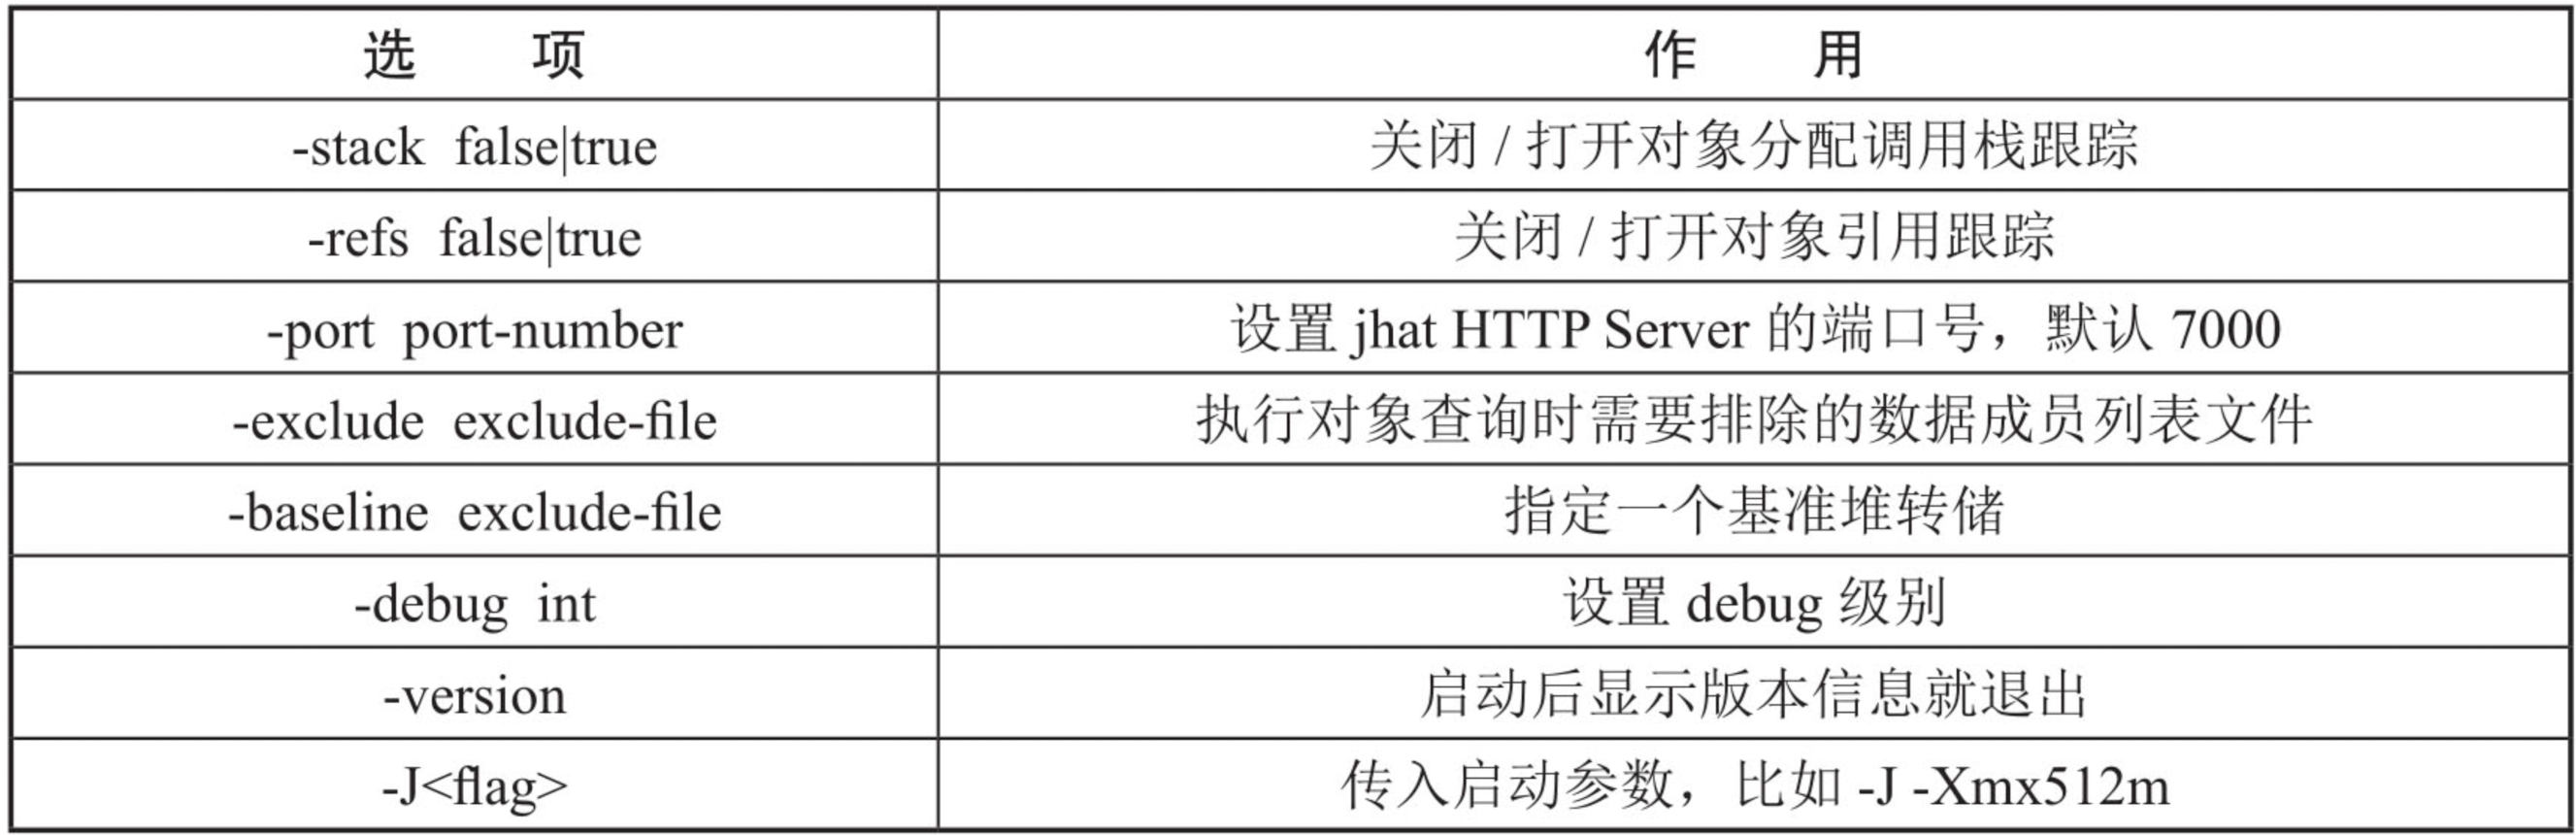 选 项 作 用
-stack false|true 关闭 / 打开对象分配调用栈跟踪
-refs false|true 关闭 / 打开对象引用跟踪
-port port-number 设置 jhat HTTP Server 的端口号，默认 7000
-exclude exclude-file 执行对象查询时需要排除的数据成员列表文件
-baseline exclude-file 指定一个基准堆转储
-debug int 设置 debug 级别
-version 启动后显示版本信息就退出
-J<flag> 传入启动参数，比如 -J -Xmx512m